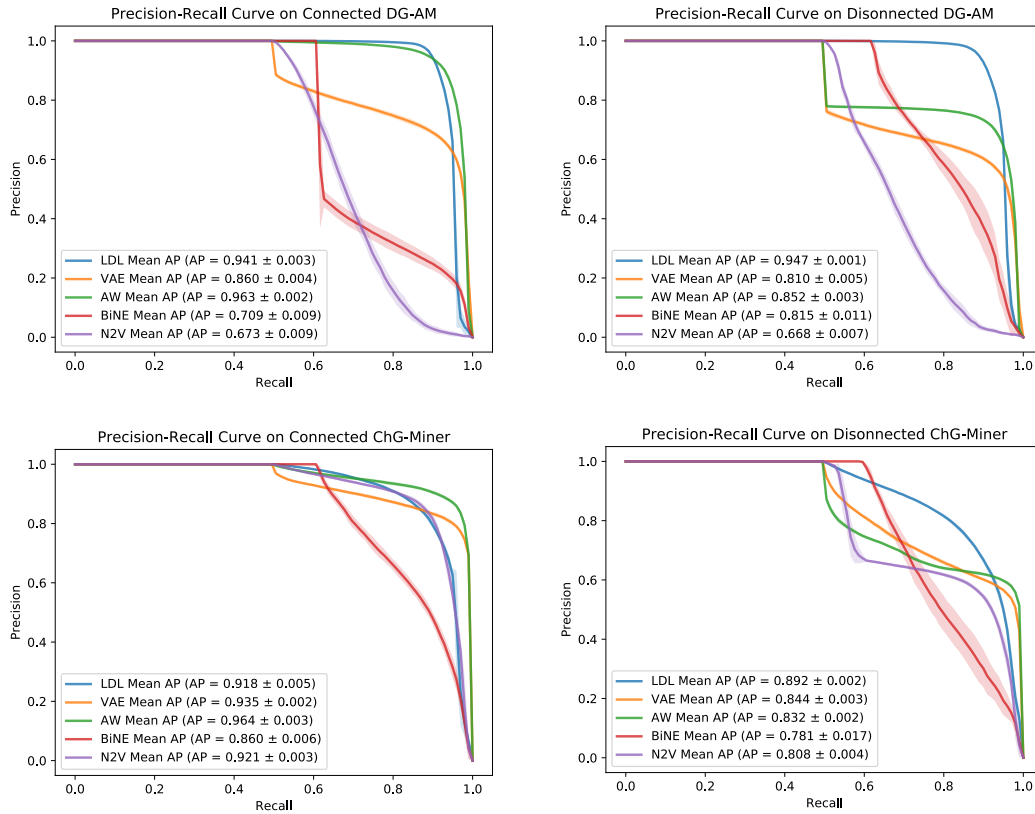 Precision-Recall Curve on Connected DG-AM
Precision
1.0
0.8
0.6
0.4
0.2
0.0
LDL Mean AP (AP = 0.941 ± 0.003)
VAE Mean AP (AP = 0.860 ± 0.004)
AW Mean AP (AP = 0.963 ± 0.002)
BiNE Mean AP (AP = 0.709 ± 0.009)
N2V Mean AP (AP = 0.673 ± 0.009)
0.0 0.2 0.4 0.6 0.8 1.0
Recall
Precision-Recall Curve on Disonnected DG-AM
Precision
1.0
0.8
0.6
0.4
0.2
0.0
LDL Mean AP (AP = 0.947 ± 0.001)
VAE Mean AP (AP = 0.810 ± 0.005)
AW Mean AP (AP = 0.852 ± 0.003)
BiNE Mean AP (AP = 0.815 ± 0.011)
N2V Mean AP (AP = 0.668 ± 0.007)
0.0 0.2 0.4 0.6 0.8 1.0
Recall
Precision-Recall Curve on Connected ChG-Miner
Precision
1.0
0.8
0.6
0.4
0.2
0.0
LDL Mean AP (AP = 0.918 ± 0.005)
VAE Mean AP (AP = 0.935 ± 0.002)
AW Mean AP (AP = 0.964 ± 0.003)
BiNE Mean AP (AP = 0.860 ± 0.006)
N2V Mean AP (AP = 0.921 ± 0.003)
0.0 0.2 0.4 0.6 0.8 1.0
Recall
Precision-Recall Curve on Disonnected ChG-Miner
Precision
1.0
0.8
0.6
0.4
0.2
0.0
LDL Mean AP (AP = 0.892 ± 0.002)
VAE Mean AP (AP = 0.844 ± 0.003)
AW Mean AP (AP = 0.832 ± 0.002)
BiNE Mean AP (AP = 0.781 ± 0.017)
N2V Mean AP (AP = 0.808 ± 0.004)
0.0 0.2 0.4 0.6 0.8 1.0
Recall